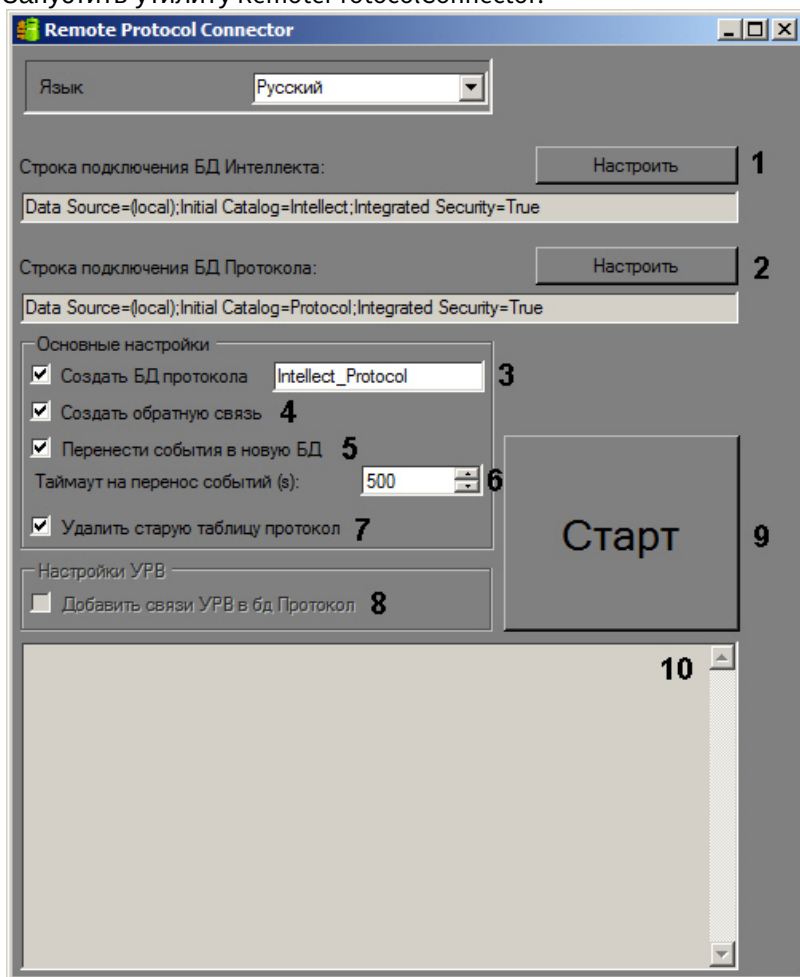 Запустить утилиту RemoteProtocolConnector.
Remote Protocol Connector
Язык Русский
Строка подключения БД Интеллекта: Настроить 1
Data Source=(local);Initial Catalog=Intellect;Integrated Security=True
Строка подключения БД Протокола: Настроить 2
Data Source=(local);Initial Catalog=Protocol;Integrated Security=True
Основные настройки
Создать БД протокола Intellect_Protocol 3
Создать обратную связь 4
Перенести события в новую БД 5
Таймаут на перенос событий (s): 500 6
Удалить старую таблицу протокол 7
Старт 9
Настройки УРВ
Добавить связи УРВ в бд Протокол 8
10